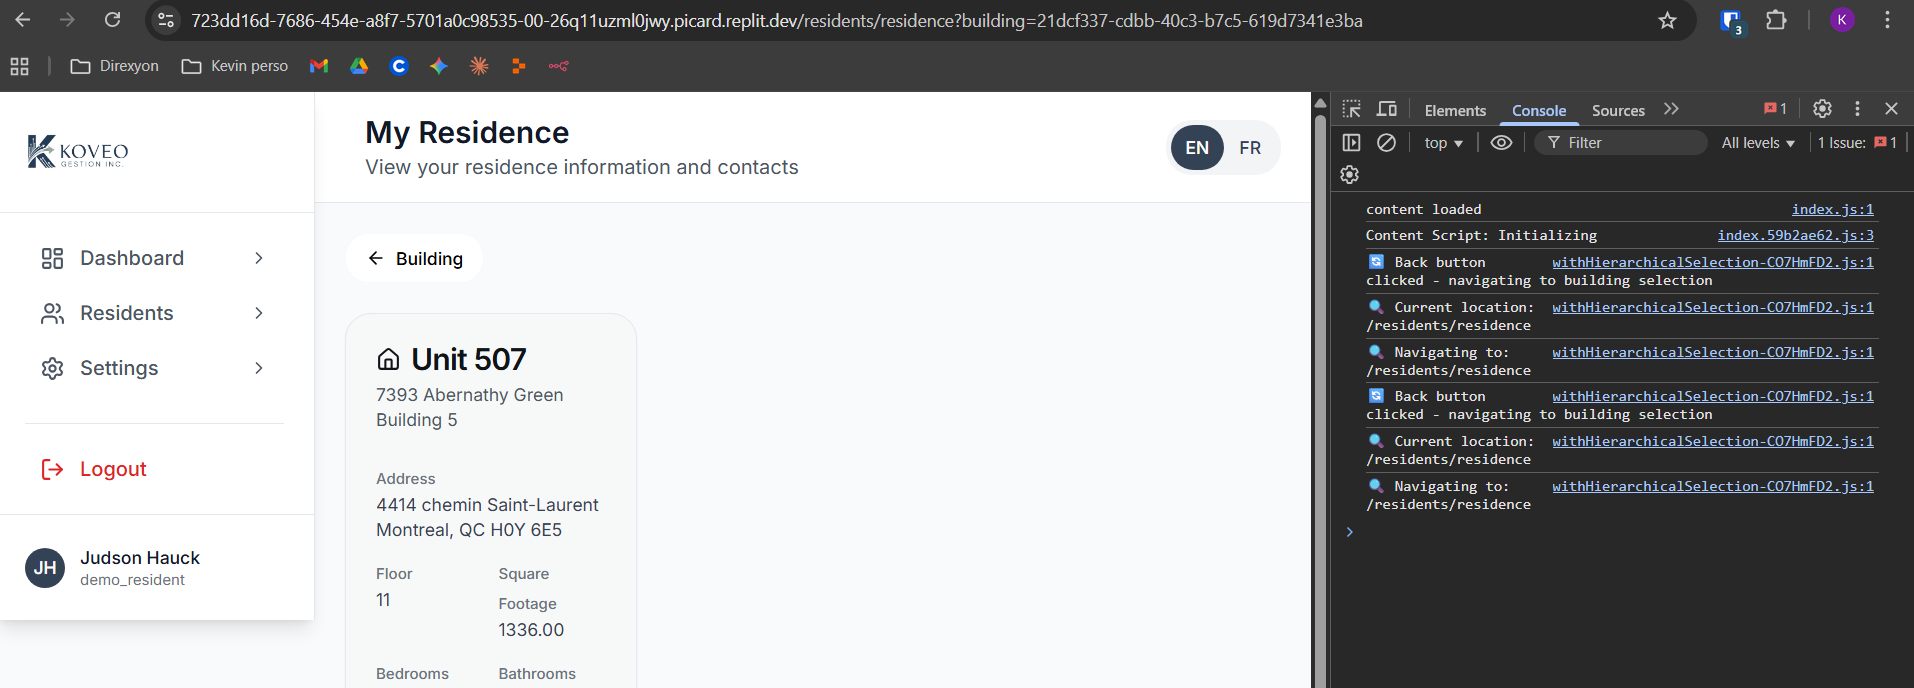 723dd16d-7686-454e-a8f7-5701a0c98535-00-26q11uzml0jwy.picard.replit.dev/residents/residence?building=21dcf337-cdbb-40c3-b7c5-619d7341e3ba
3
K
Direxyon
Kevin perso
KOVEO
GESTION INC.
Dashboard
Residents
Settings
Logout
JH
Judson Hauck
demo_resident
My Residence
View your residence information and contacts
EN FR
Building
Unit 507
7393 Abernathy Green
Building 5
Address
4414 chemin Saint-Laurent
Montreal, QC H0Y 6E5
Floor
11
Square
Footage
1336.00
Bedrooms
Bathrooms
Elements Console Sources 1
top Filter All levels 1 Issue: 1
content loaded index.js:1
Content Script: Initializing index.59b2ae62.js:3
Back button withHierarchicalSelection-CO7HmFD2.js:1
clicked - navigating to building selection
Current location: withHierarchicalSelection-CO7HmFD2.js:1
/residents/residence
Navigating to: withHierarchicalSelection-CO7HmFD2.js:1
/residents/residence
Back button withHierarchicalSelection-CO7HmFD2.js:1
clicked - navigating to building selection
Current location: withHierarchicalSelection-CO7HmFD2.js:1
/residents/residence
Navigating to: withHierarchicalSelection-CO7HmFD2.js:1
/residents/residence